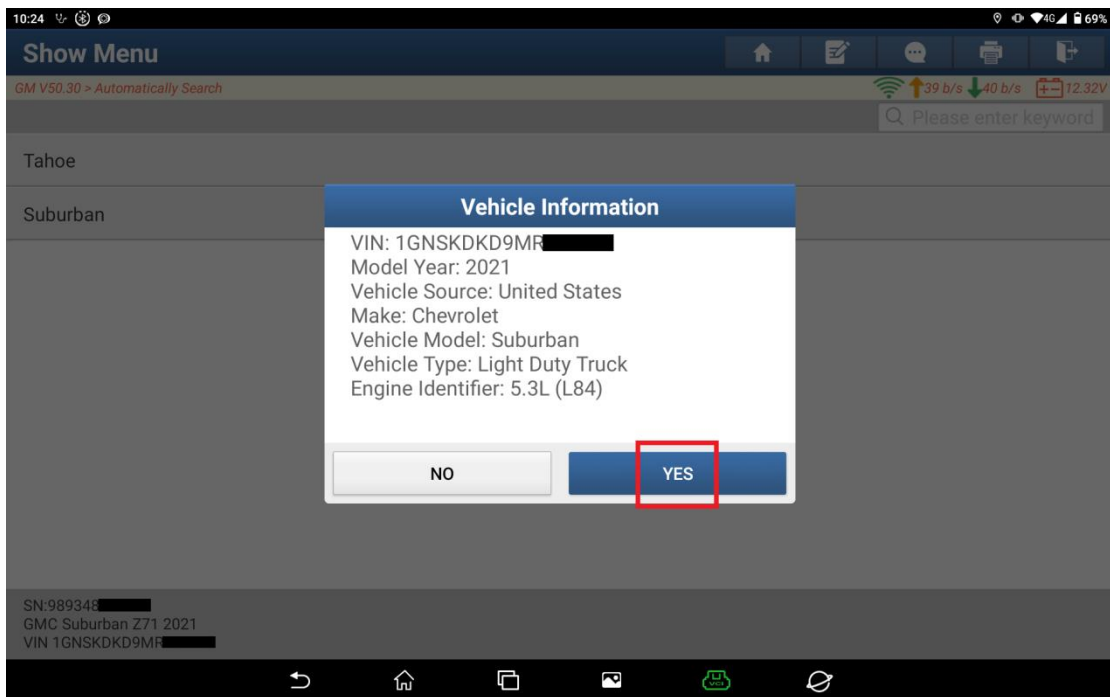 10:24 69%
4G
Show Menu
GM V50.30 > Automatically Search 39 b/s 40 b/s 12.32V
Please enter keyword
Tahoe
Suburban
Vehicle Information
VIN: 1GNSKDKD9MR
Model Year: 2021
Vehicle Source: United States
Make: Chevrolet
Vehicle Model: Suburban
Vehicle Type: Light Duty Truck
Engine Identifier: 5.3L (L84)
NO YES
SN:989348
GMC Suburban Z71 2021
VIN 1GNSKDKD9MR
VCI